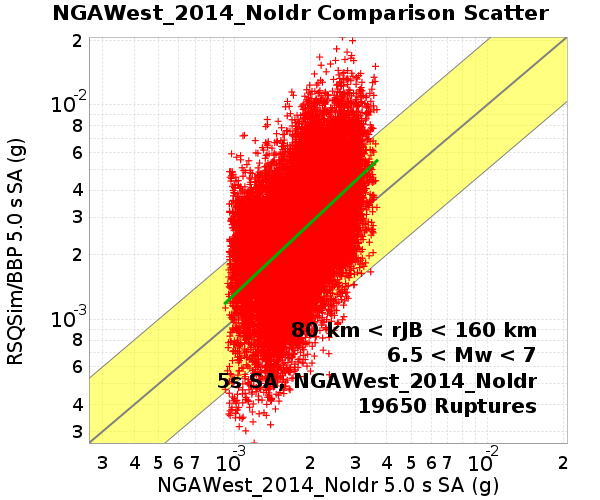 NGAWest_2014_NoIdr Comparison Scatter
RSQSim/BBP 5.0 s SA (g)
2
10-2
8
6
4
3
2
10-3
8
6
4
3
80 km < rJB < 160 km
6.5 < Mw < 7
5s SA, NGAWest_2014_NoIdr
19650 Ruptures
3 4 5 6 7 10-3 2 3 4 5 6 7 10-2 2
NGAWest_2014_NoIdr 5.0 s SA (g)